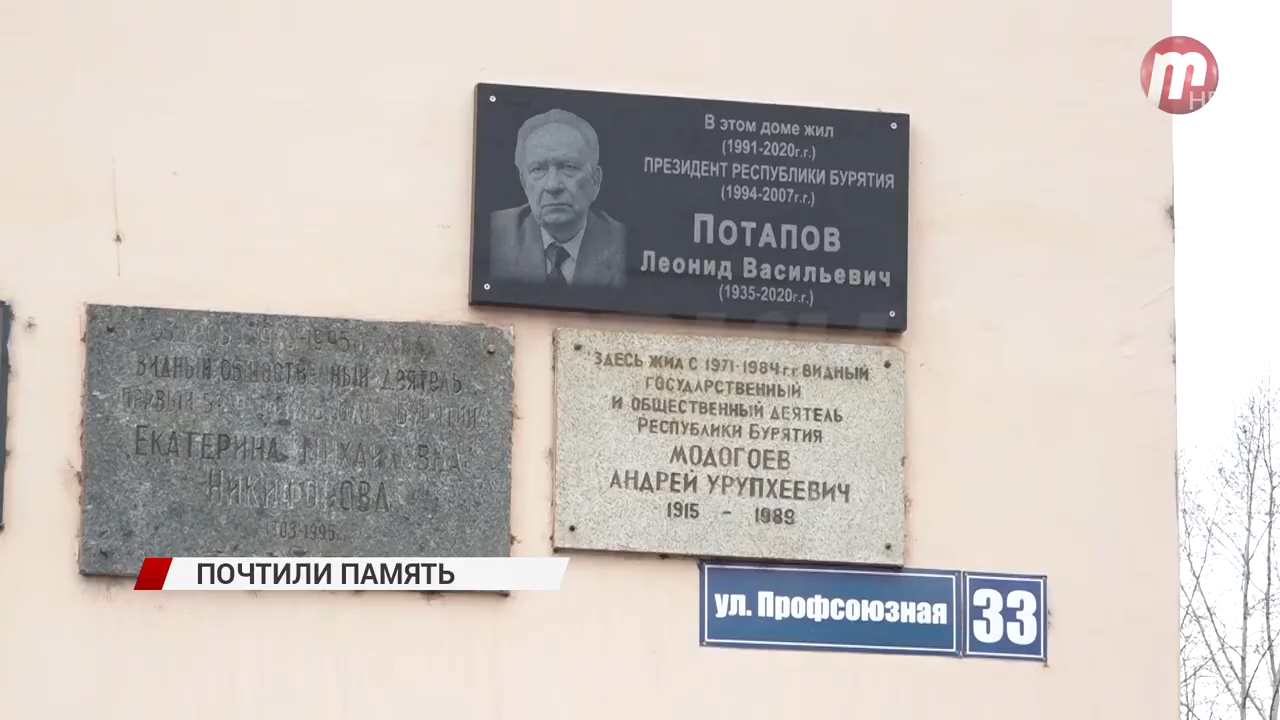 В этом доме жил
(1991-2020г.г.)
ПРЕЗИДЕНТ РЕСПУБЛИКИ БУРЯТИЯ
(1994-2007г.г.)
ПОТАПОВ
Леонид Васильевич
(1935-2020г.г.)
ВИДНЫЙ ОБЩЕСТВЕННЫЙ ДЕЯТЕЛЬ
БУРЯТИИ
ЕКАТЕРИНА МИХАЙЛОВНА
НИКИФОРОВА
ЗДЕСЬ ЖИЛ С 1971-1984г.г ВИДНЫЙ
ГОСУДАРСТВЕННЫЙ
И ОБЩЕСТВЕННЫЙ ДЕЯТЕЛЬ
РЕСПУБЛИКИ БУРЯТИЯ
МОДОГОЕВ
АНДРЕЙ УРУПХЕЕВИЧ
1915 - 1989
ул. Профсоюзная 33
ПОЧТИЛИ ПАМЯТЬ